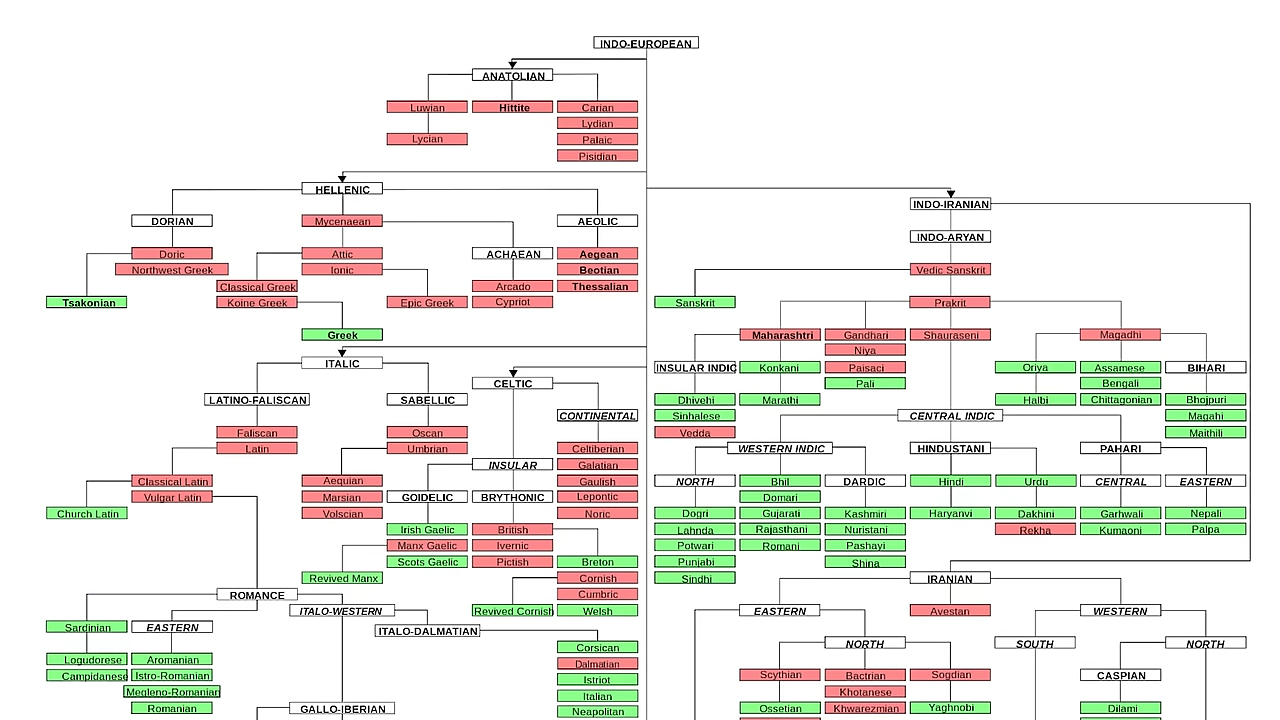 INDO-EUROPEAN
ANATOLIAN
Luwian Hittite Carian
Lydian
Lycian Palaic
Pisidian
HELLENIC
INDO-IRANIAN
DORIAN Mycenaean AEOLIC
INDO-ARYAN
Doric Attic ACHAEAN Aegean
Northwest Greek Ionic Beotian Vedic Sanskrit
Classical Greek Arcado Thessalian
Tsakonian Koine Greek Epic Greek Cypriot Sanskrit Prakrit
Greek Maharashtri Gandhari Shauraseni Magadhi
Niya
ITALIC INSULAR INDIC Konkani Paisaci Oriya Assamese BIHARI
CELTIC Pali Bengali
LATINO-FALISCAN SABELLIC Dhivehi Marathi Halbi Chittagonian Bhojpuri
CONTINENTAL Sinhalese CENTRAL INDIC Magahi
Faliscan Oscan Vedda Maithili
Latin Umbrian Celtiberian WESTERN INDIC HINDUSTANI PAHARI
INSULAR Galatian
Classical Latin Aequian Gaulish NORTH Bhil DARDIC Hindi Urdu CENTRAL EASTERN
Vulgar Latin Marsian GOIDELIC BRYTHONIC Lepontic Domari
Church Latin Volscian Noric Dogri Gujarati Kashmiri Haryanvi Dakhini Garhwali Nepali
Irish Gaelic British Lahnda Rajasthani Nuristani Rekha Kumaoni Palpa
Manx Gaelic Ivernic Potwari Romani Pashayi
Scots Gaelic Pictish Breton Punjabi Shina
Revived Manx Cornish Sindhi IRANIAN
ROMANCE Cumbric
ITALO-WESTERN Revived Cornish Welsh EASTERN Avestan WESTERN
Sardinian EASTERN ITALO-DALMATIAN
Corsican NORTH SOUTH NORTH
Logudorese Aromanian Dalmatian
Campidanese Istro-Romanian Istriot Scythian Bactrian Sogdian CASPIAN
Megleno-Romanian Italian Khotanese
Romanian GALLO-IBERIAN Neapolitan Ossetian Khwarezmian Yaghnobi Dilami